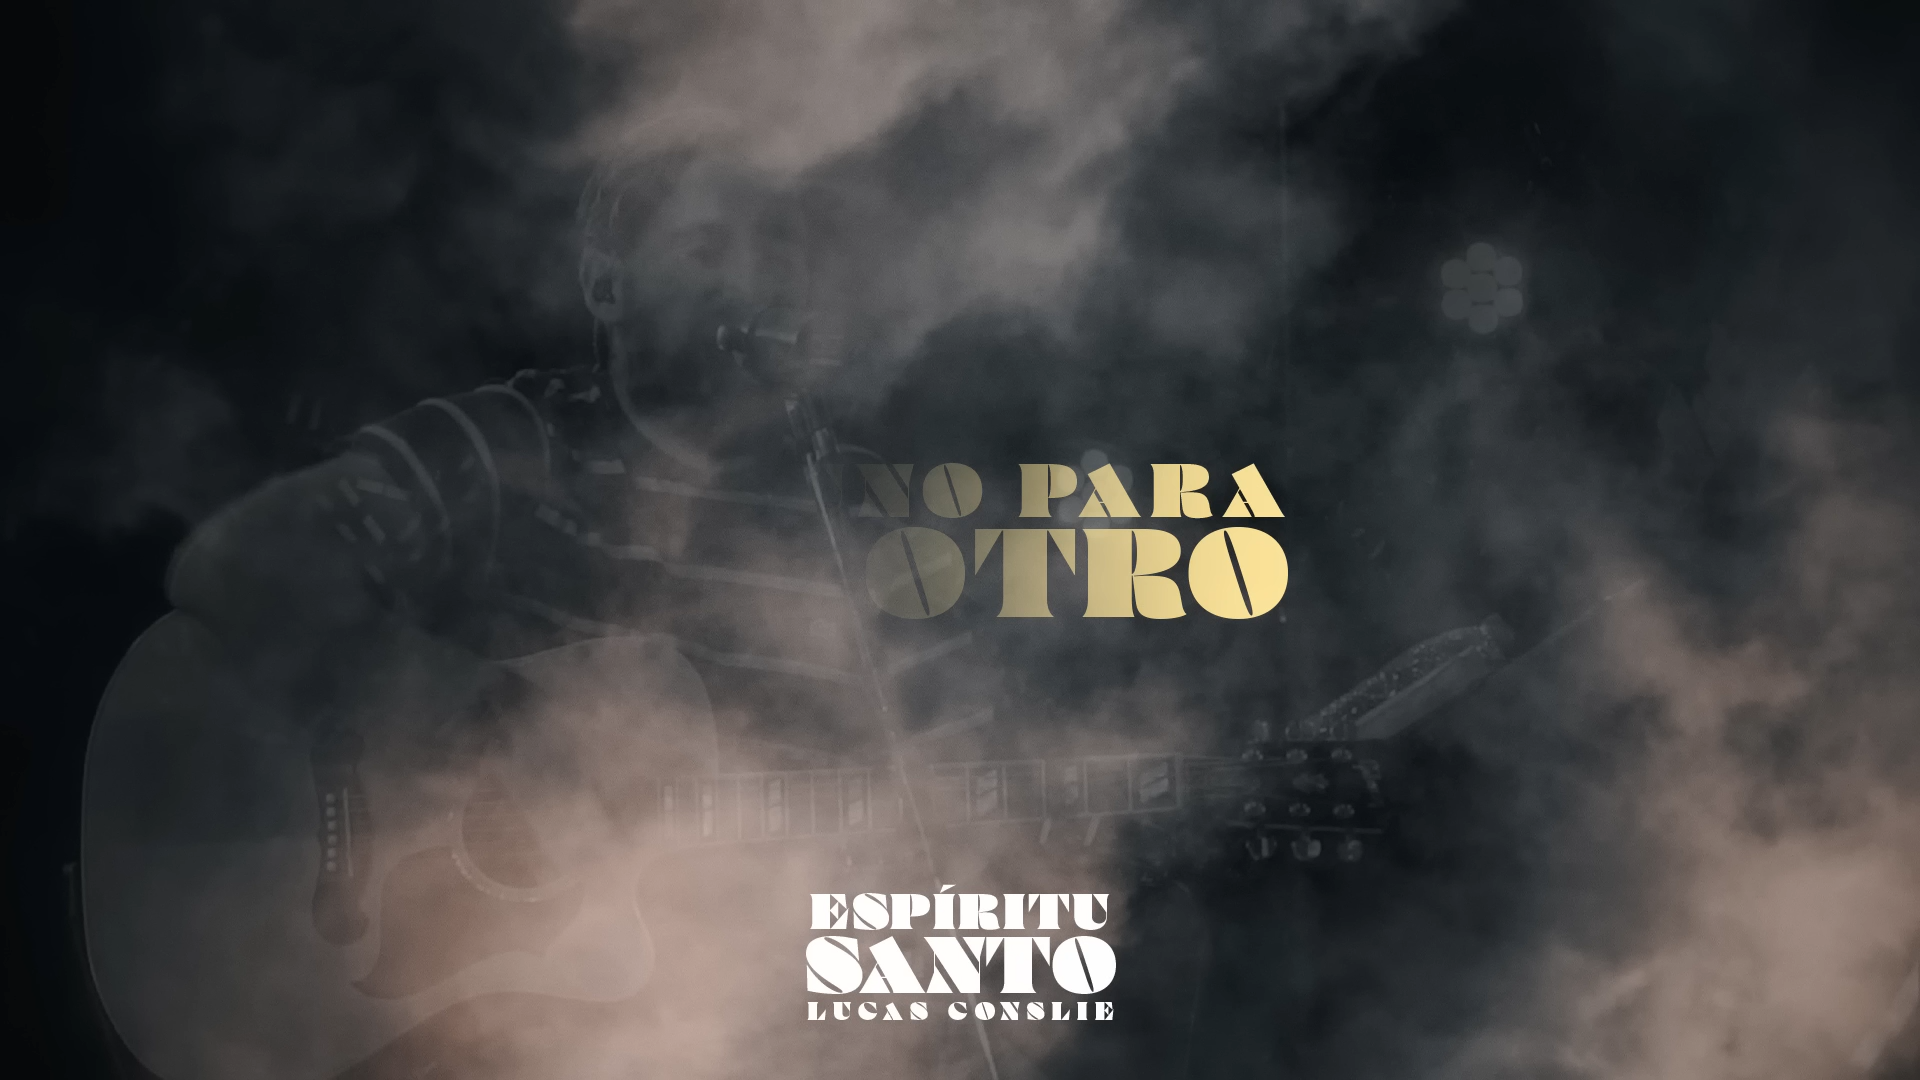 NO PARA
OTRO
ESPÍRITU
SANTO
LUCAS CONSLIE